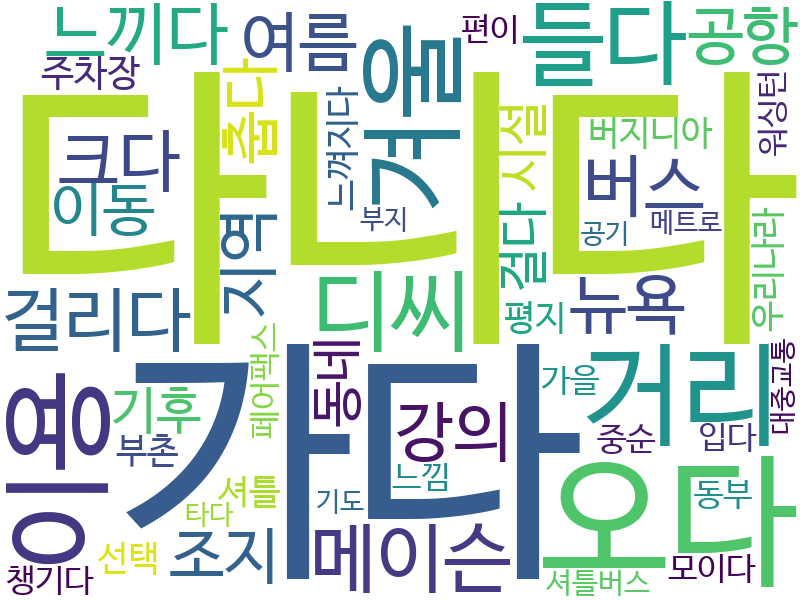 느끼다
여름
편이
들다
공항
주차장
춥다
겨울
다니다
크다
느껴지다
시설
버지니아
워싱턴
이동
부지
버스
공기
메트로
지역
걷다
우리나라
걸리다
디씨
평지
뉴욕
가다
거리
이용
기후
페어팩스
동네
강의
가을
대중교통
부촌
중순
입다
느낌
오다
동부
셔틀
타다
기도
선택
조지
메이슨
모이다
챙기다
셔틀버스